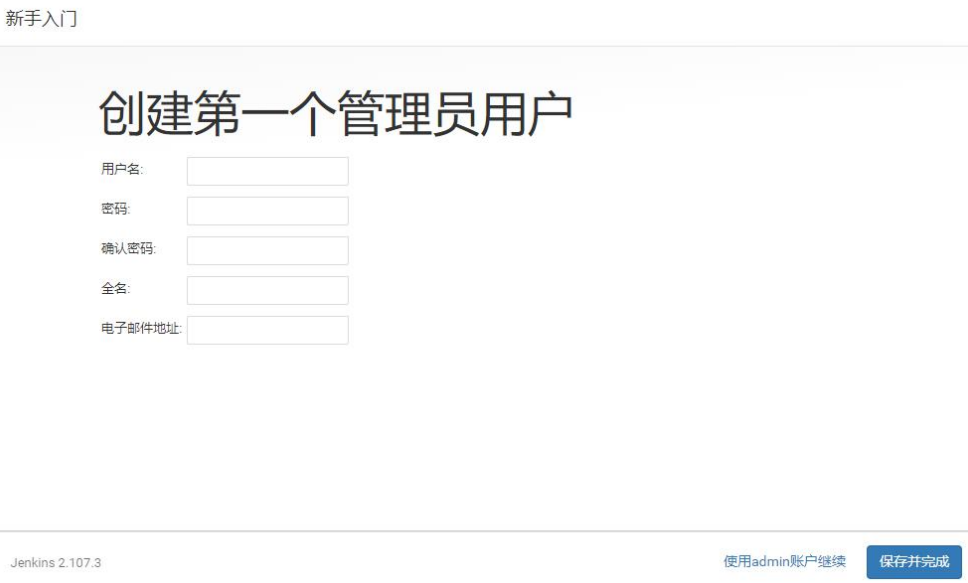 新手入门
创建第一个管理员用户
用户名:
密码:
确认密码:
全名:
电子邮件地址:
Jenkins 2.107.3
使用admin账户继续
保存并完成